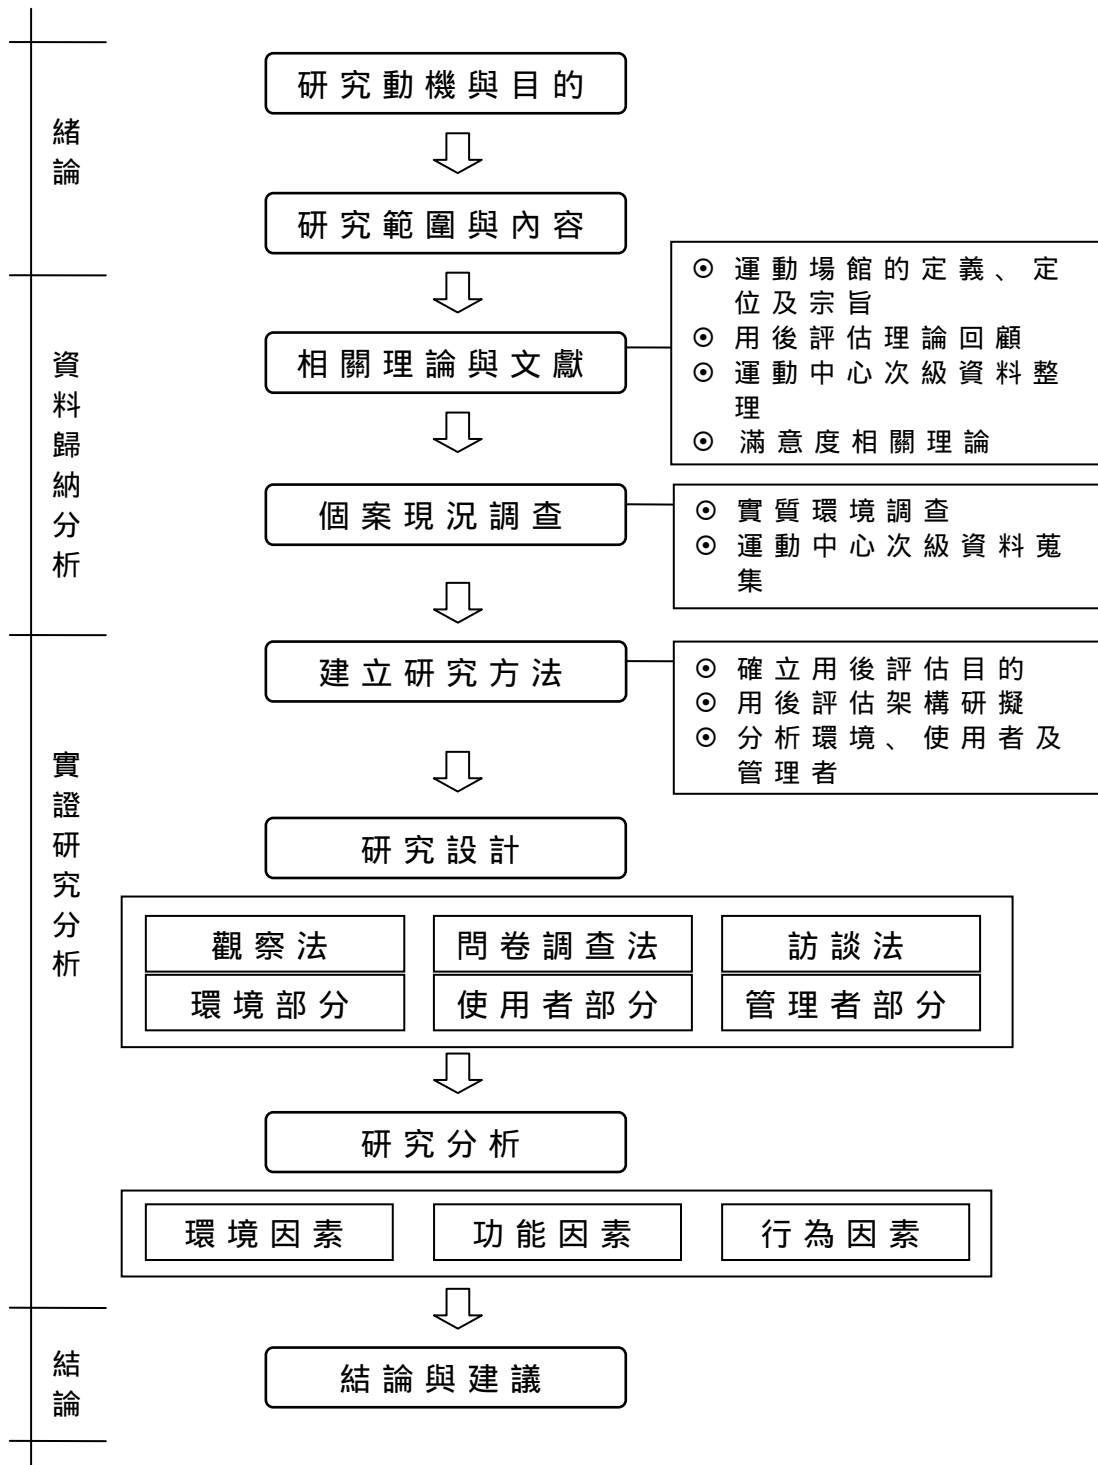 緒論
研究動機與目的
研究範圍與內容
資料歸納分析
相關理論與文獻
⊙ 運動場館的定義、定
位及宗旨
⊙ 用後評估理論回顧
⊙ 運動中心次級資料整
理
⊙ 滿意度相關理論
個案現況調查
⊙ 實質環境調查
⊙ 運動中心次級資料蒐
集
實證研究分析
建立研究方法
⊙ 確立用後評估目的
⊙ 用後評估架構研擬
⊙ 分析環境、使用者及
管理者
研究設計
觀察法 問卷調查法 訪談法
環境部分 使用者部分 管理者部分
研究分析
環境因素 功能因素 行為因素
結論
結論與建議